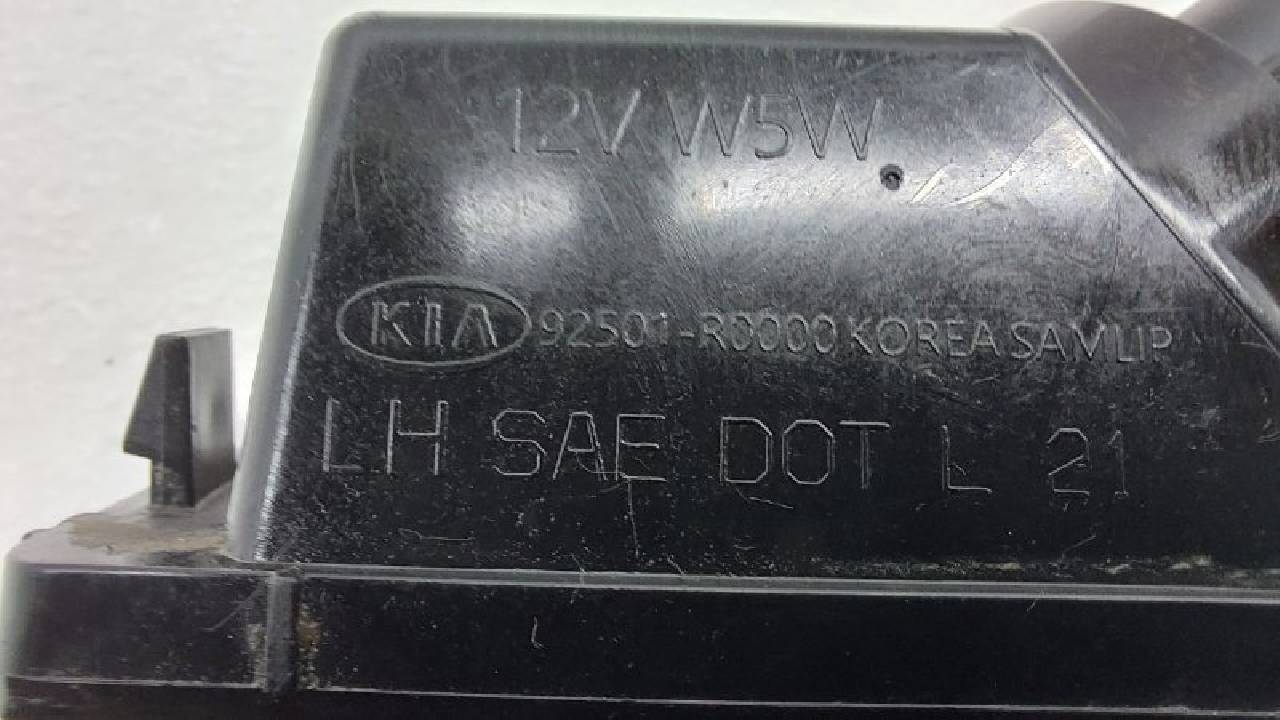 12V W5W
KIA 92501-R0000 KOREA SAMLIP
LH SAE DOT L 21